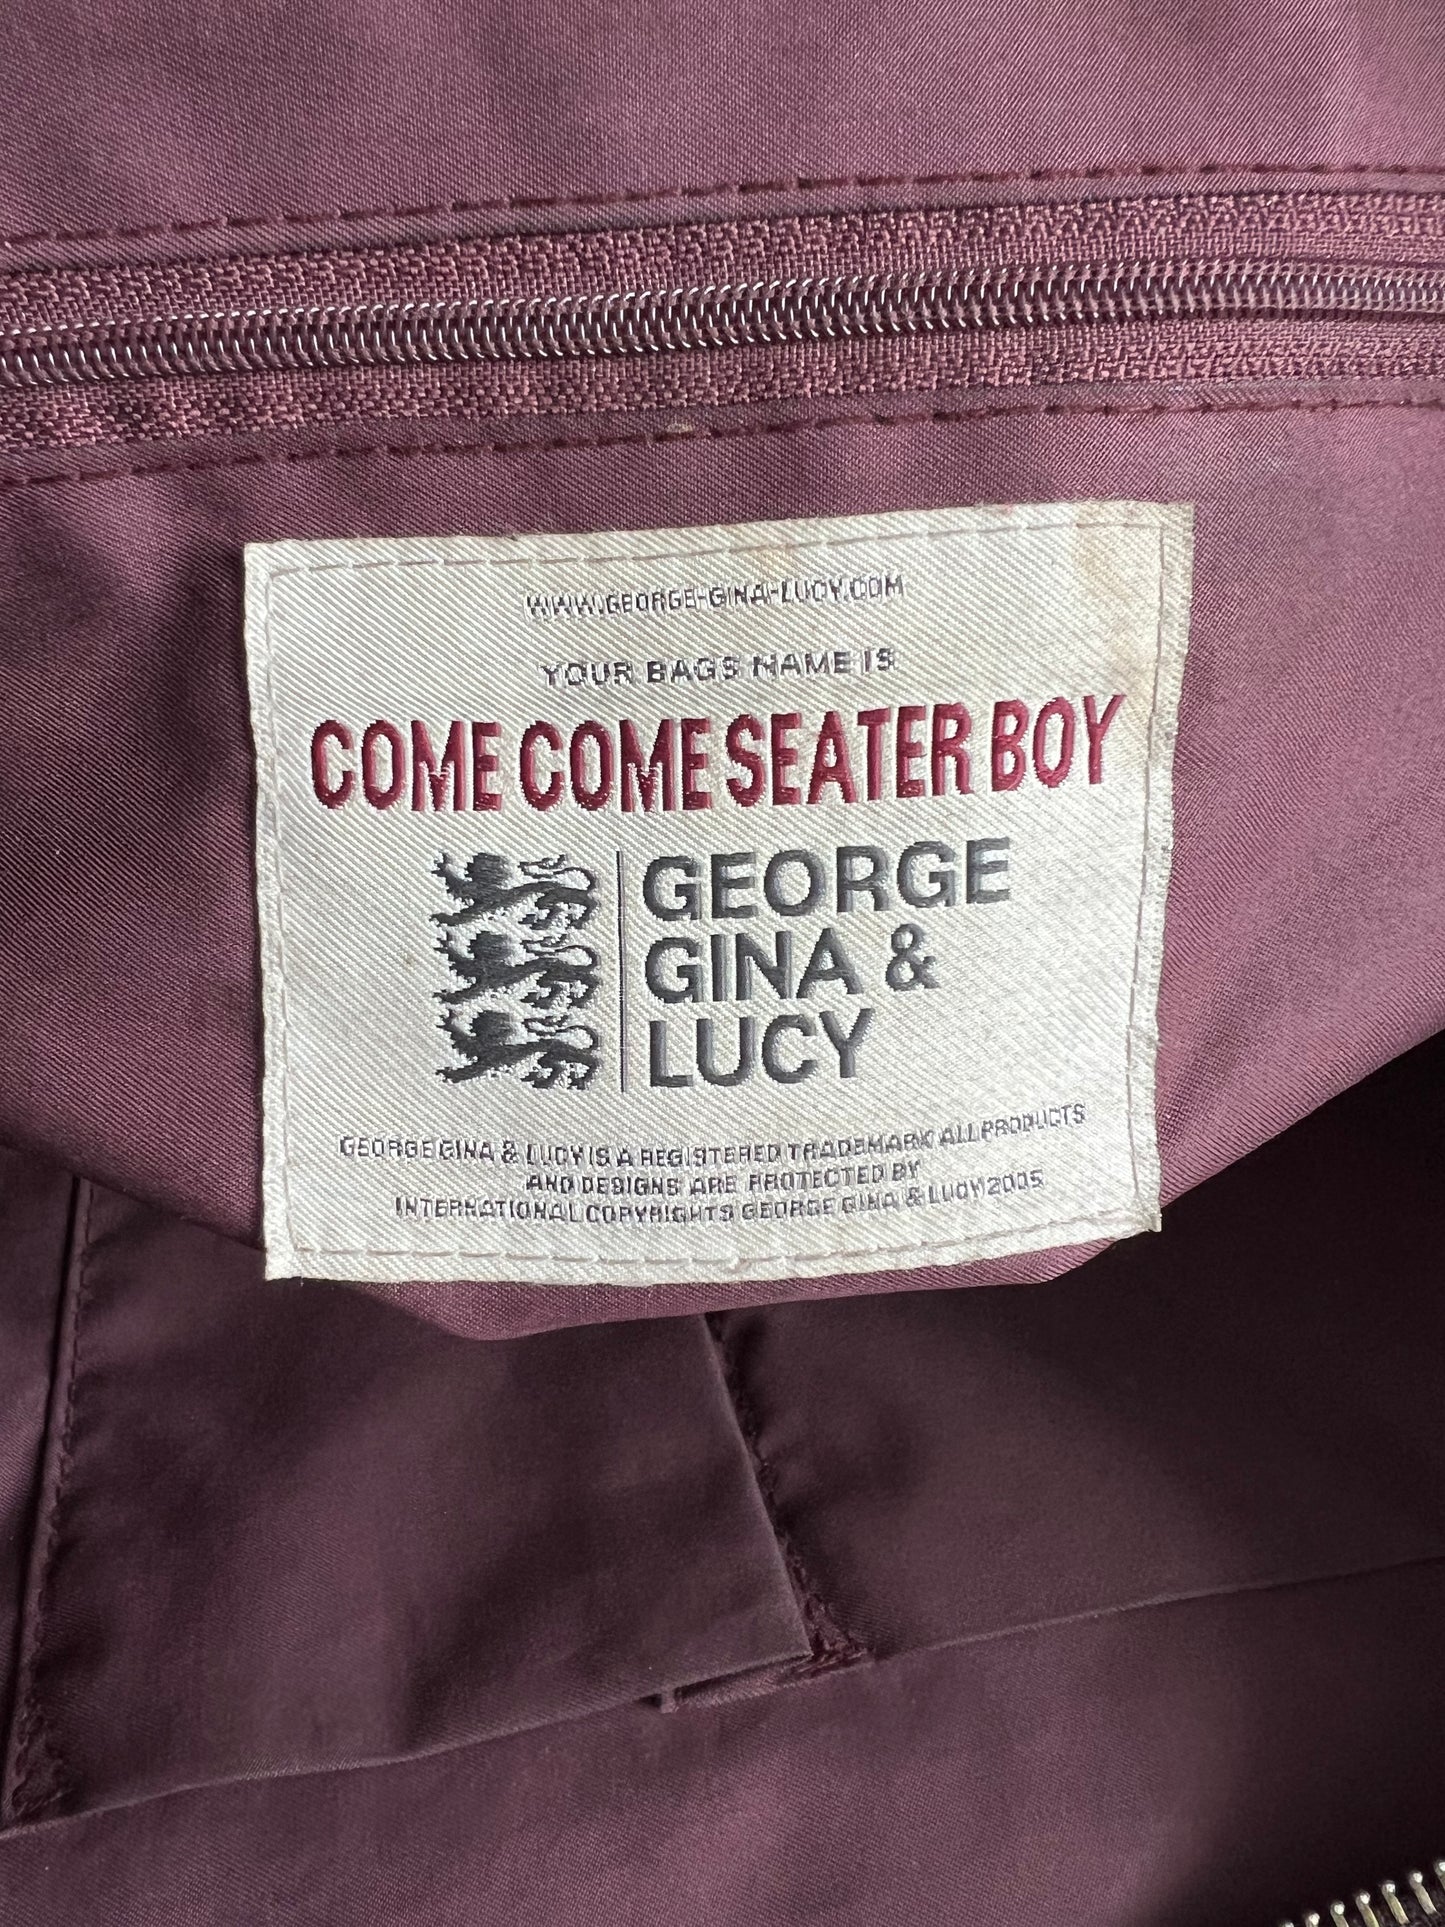 WWW.GEORGE-GINA-LUCY.COM
YOUR BAGS NAME IS
COME COME SEATER BOY
GEORGE
GINA &
LUCY
GEORGE GINA & LUCY IS A REGISTERED TRADEMARK ALL PRODUCTS
AND DESIGNS ARE PROTECTED BY
INTERNATIONAL COPYRIGHTS GEORGE GINA & LUCY 2005